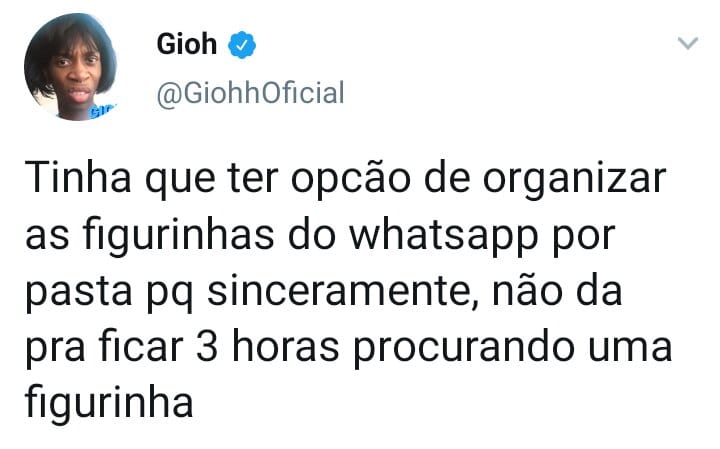 Gioh
@GiohhOficial
Tinha que ter opcão de organizar
as figurinhas do whatsapp por
pasta pq sinceramente, não da
pra ficar 3 horas procurando uma
figurinha